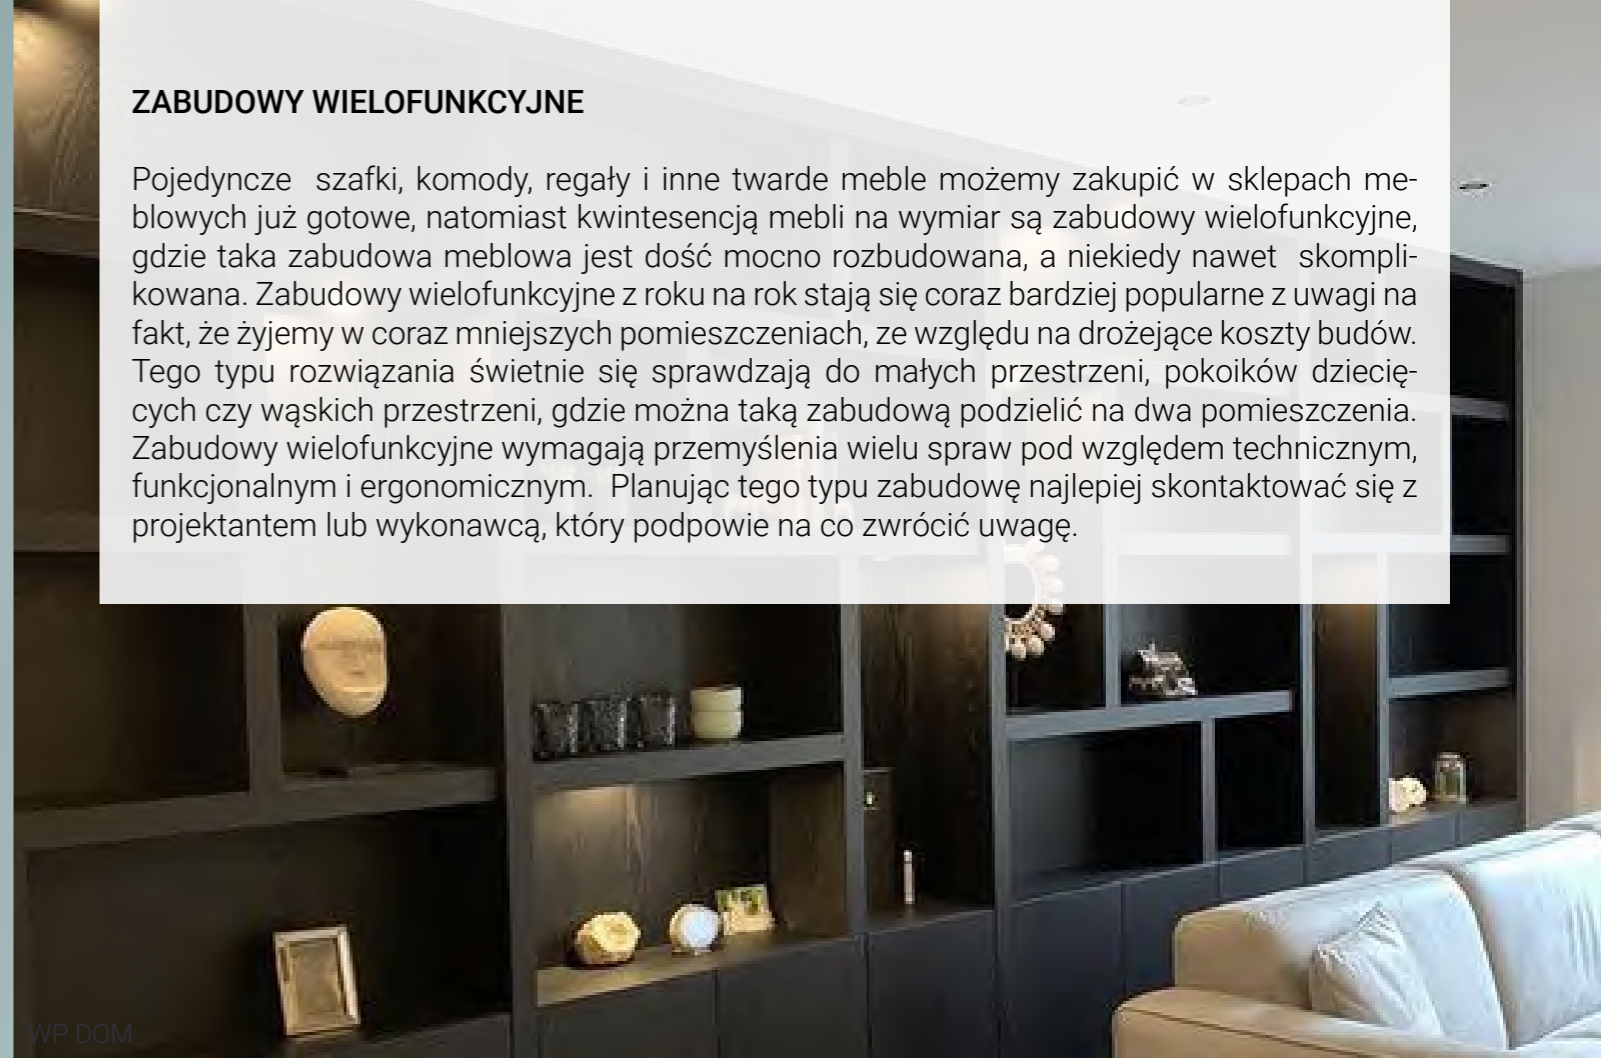 ZABUDOWY WIELOFUNKCYJNE
Pojedyncze  szafki, komody, regały i inne twarde meble możemy zakupić w sklepach me-
blowych już gotowe, natomiast kwintesencją mebli na wymiar są zabudowy wielofunkcyjne,
gdzie taka zabudowa meblowa jest dość mocno rozbudowana, a niekiedy nawet  skompli-
kowana. Zabudowy wielofunkcyjne z roku na rok stają się coraz bardziej popularne z uwagi na
fakt, że żyjemy w coraz mniejszych pomieszczeniach, ze względu na drożejące koszty budów.
Tego typu rozwiązania świetnie się sprawdzają do małych przestrzeni, pokoików dziecię-
cych czy wąskich przestrzeni, gdzie można taką zabudową podzielić na dwa pomieszczenia.
Zabudowy wielofunkcyjne wymagają przemyślenia wielu spraw pod względem technicznym,
funkcjonalnym i ergonomicznym.  Planując tego typu zabudowę najlepiej skontaktować się z
projektantem lub wykonawcą, który podpowie na co zwrócić uwagę.
WP DOM